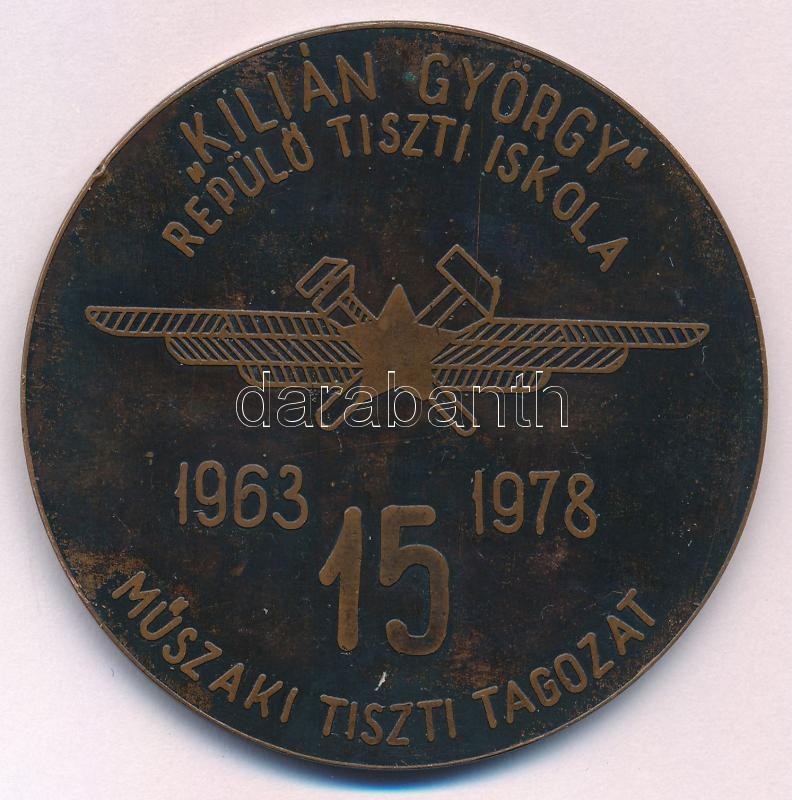 „KILIÁN GYÖRGY"
REPÜLŐ TISZTI ISKOLA
darabanth
1963 1978
15
MŰSZAKI TISZTI TAGOZAT